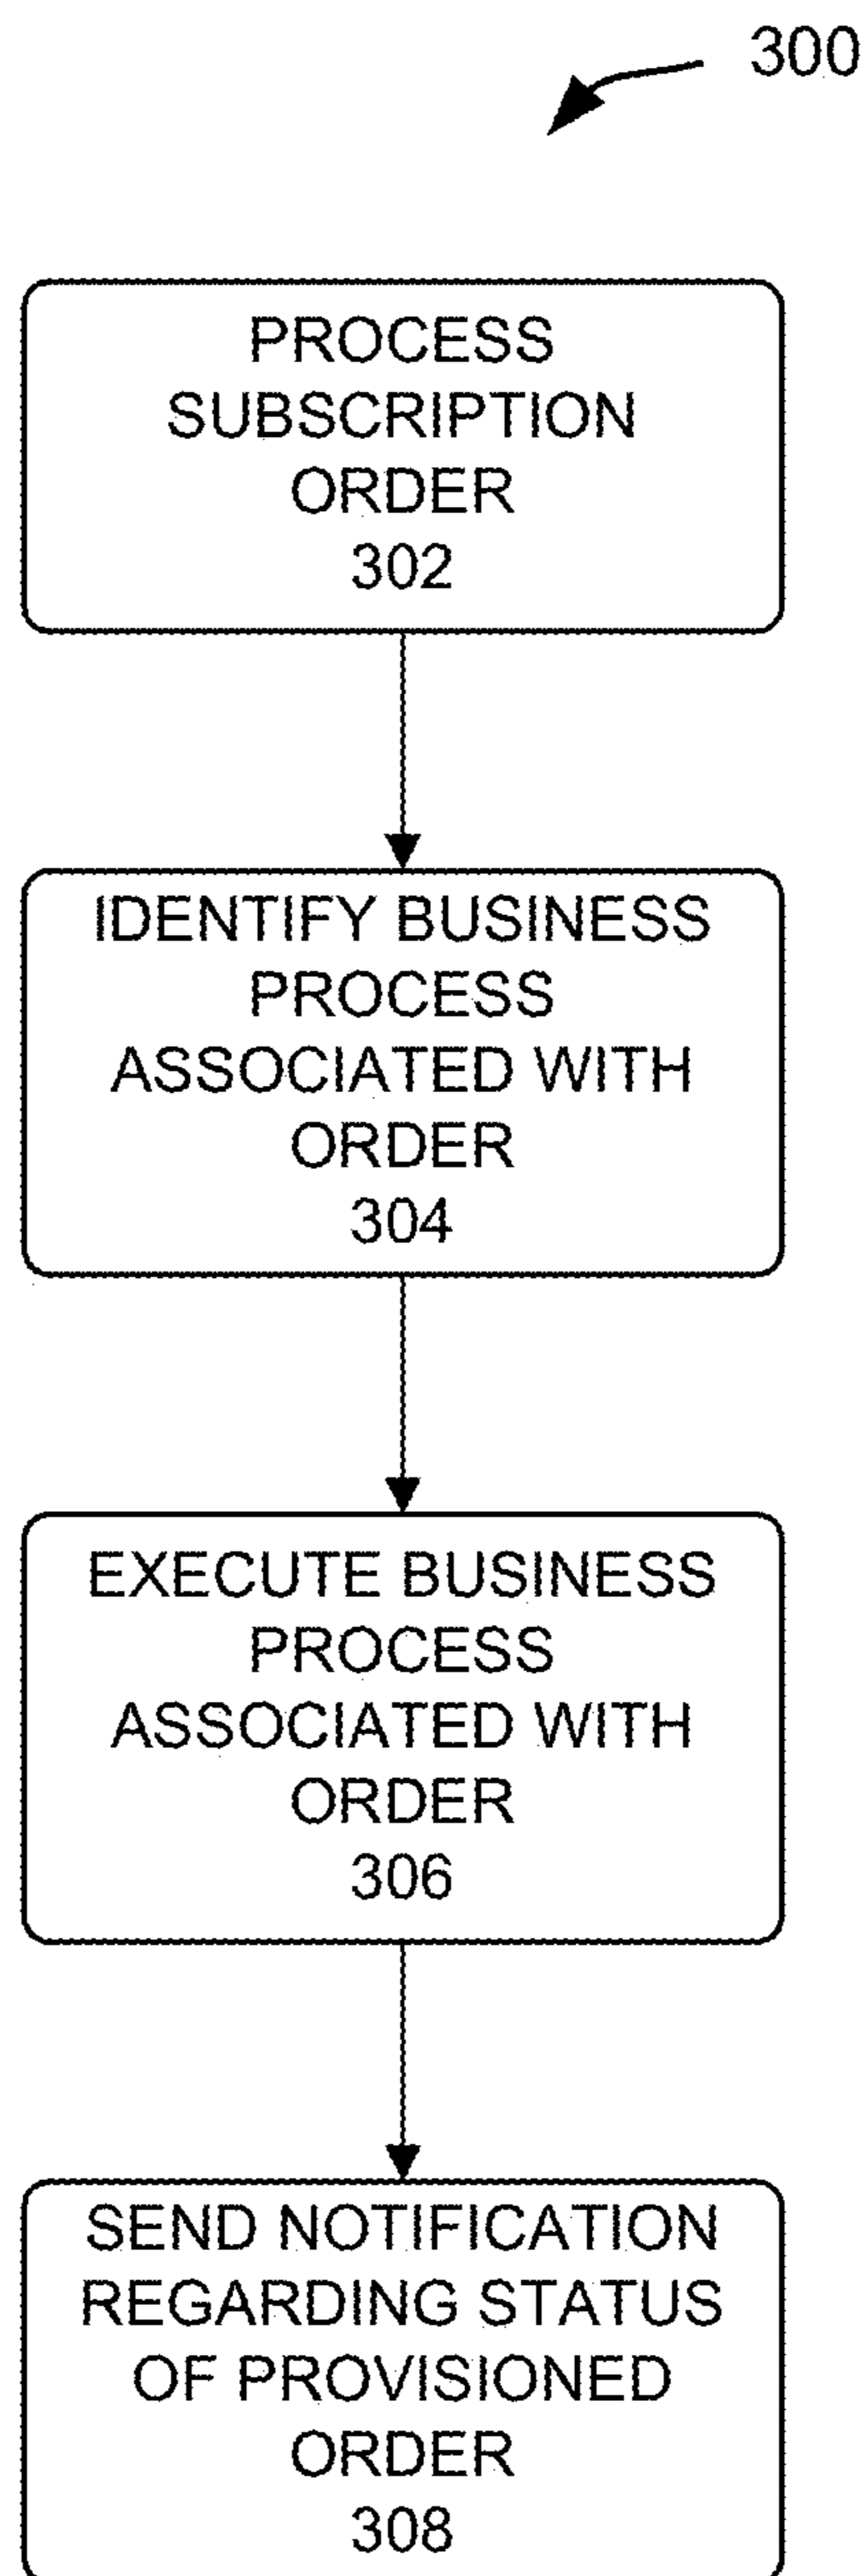 300
PROCESS
SUBSCRIPTION
ORDER
302
IDENTIFY BUSINESS
PROCESS
ASSOCIATED WITH
ORDER
304
EXECUTE BUSINESS
PROCESS
ASSOCIATED WITH
ORDER
306
SEND NOTIFICATION
REGARDING STATUS
OF PROVISIONED
ORDER
308